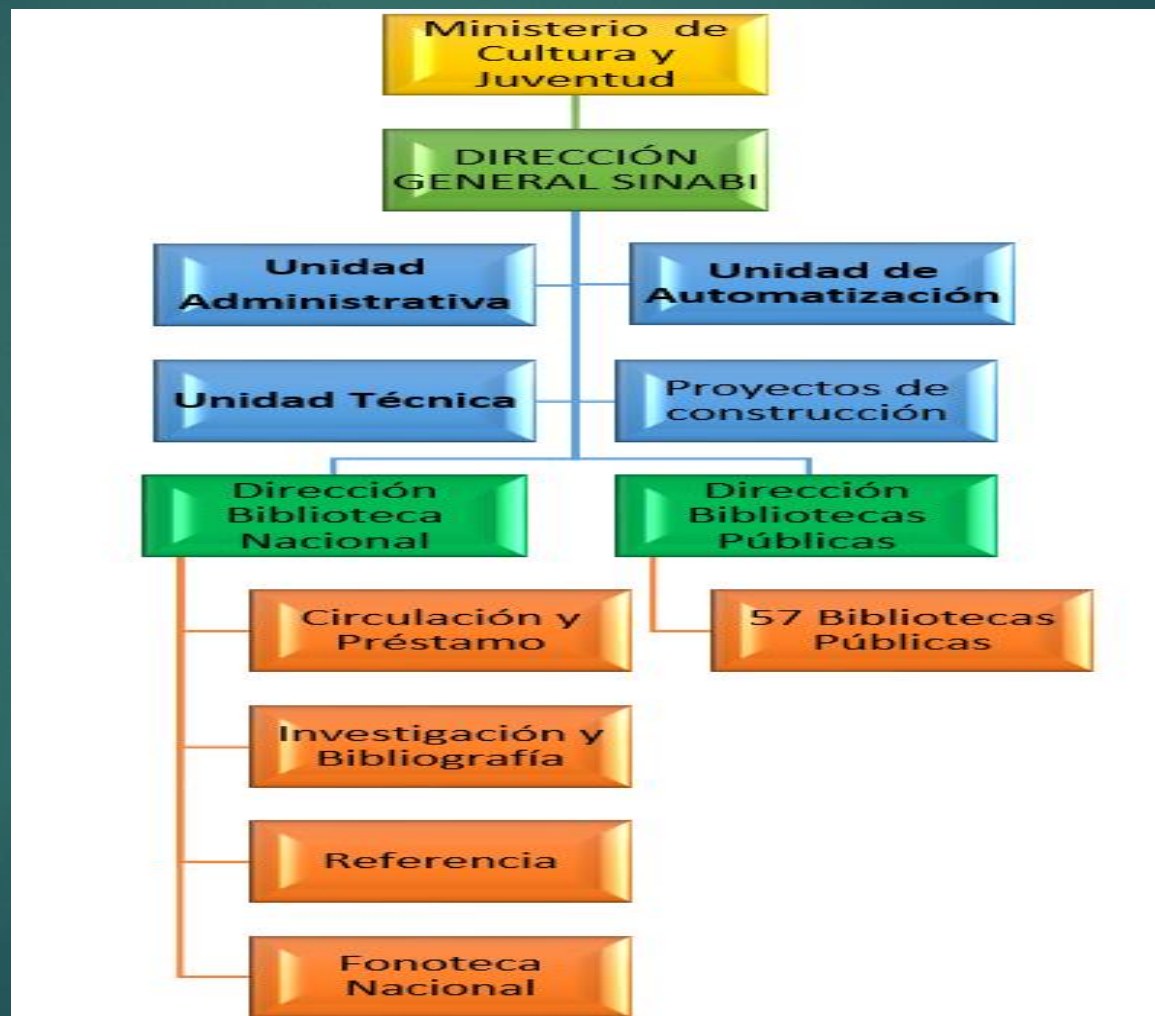 Ministerio de
Cultura y
Juventud
DIRECCIÓN
GENERAL SINABI
Unidad
Administrativa
Unidad de
Automatización
Unidad Técnica
Proyectos de
construcción
Dirección
Biblioteca
Nacional
Dirección
Bibliotecas
Públicas
Circulación y
Préstamo
57 Bibliotecas
Públicas
Investigación y
Bibliografía
Referencia
Fonoteca
Nacional